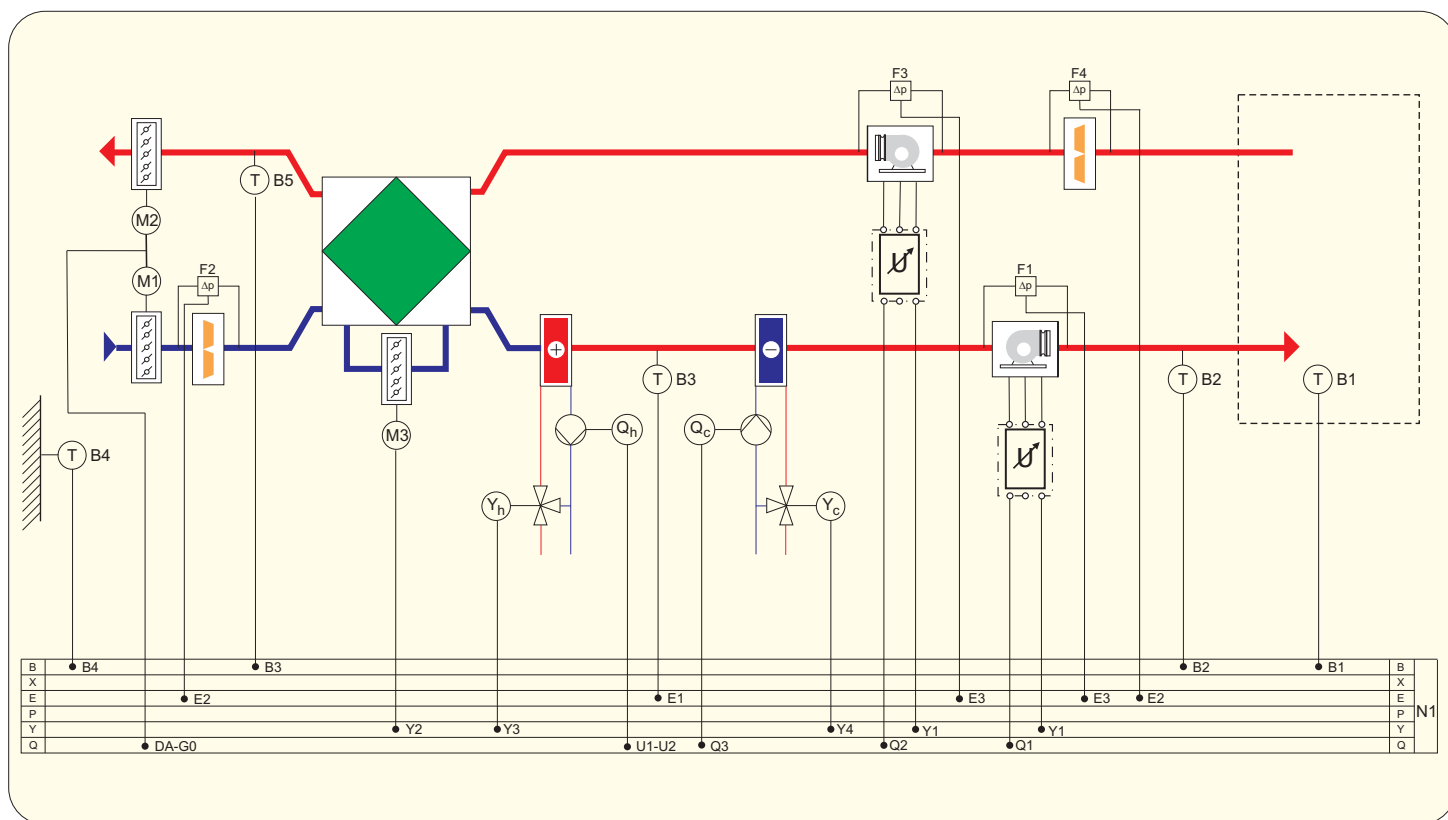 F3
F4
Δp
Δp
T
B5
M2
M1
F2
Δp
F1
Δp
U
+
−
T
B3
T
B2
T
B1
M3
Qh
Qc
T
B4
U
Yh
Yc
B
B4
B3
B2
B1
B
X
X
E
E2
E1
E3
E3
E2
E
P
P
N1
Y
Y2
Y3
Y4
Y1
Y1
Y
Q
DA-G0
U1-U2
Q3
Q2
Q1
Q